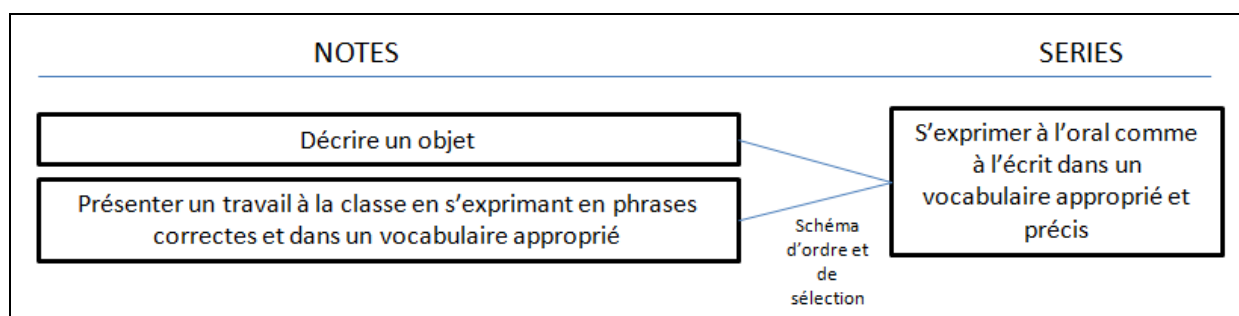 NOTES
SERIES
Décrire un objet
Présenter un travail à la classe en s’exprimant en phrases
correctes et dans un vocabulaire approprié
Schéma
d’ordre et
de
sélection
S’exprimer à l’oral comme
à l’écrit dans un
vocabulaire approprié et
précis